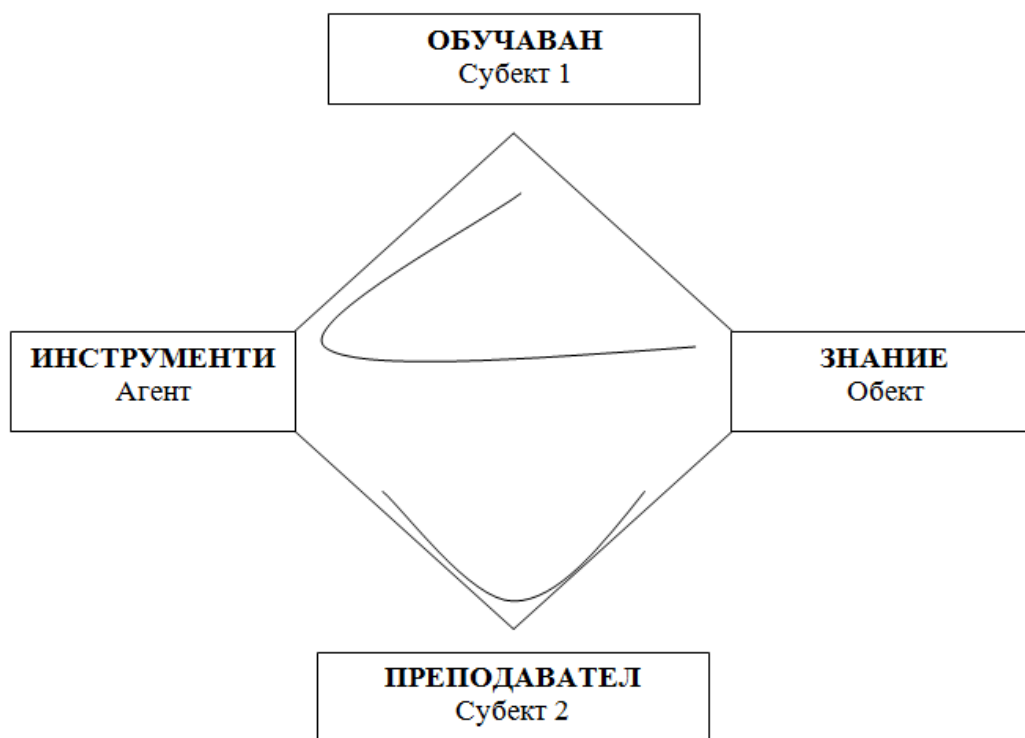 ОБУЧАВАН
Субект 1
ИНСТРУМЕНТИ
Агент
ЗНАНИЕ
Обект
ПРЕПОДАВАТЕЛ
Субект 2